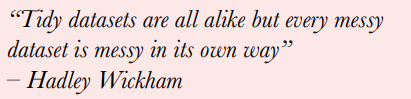 “Tidy datasets are all alike but every messy
dataset is messy in its own way”
– Hadley Wickham